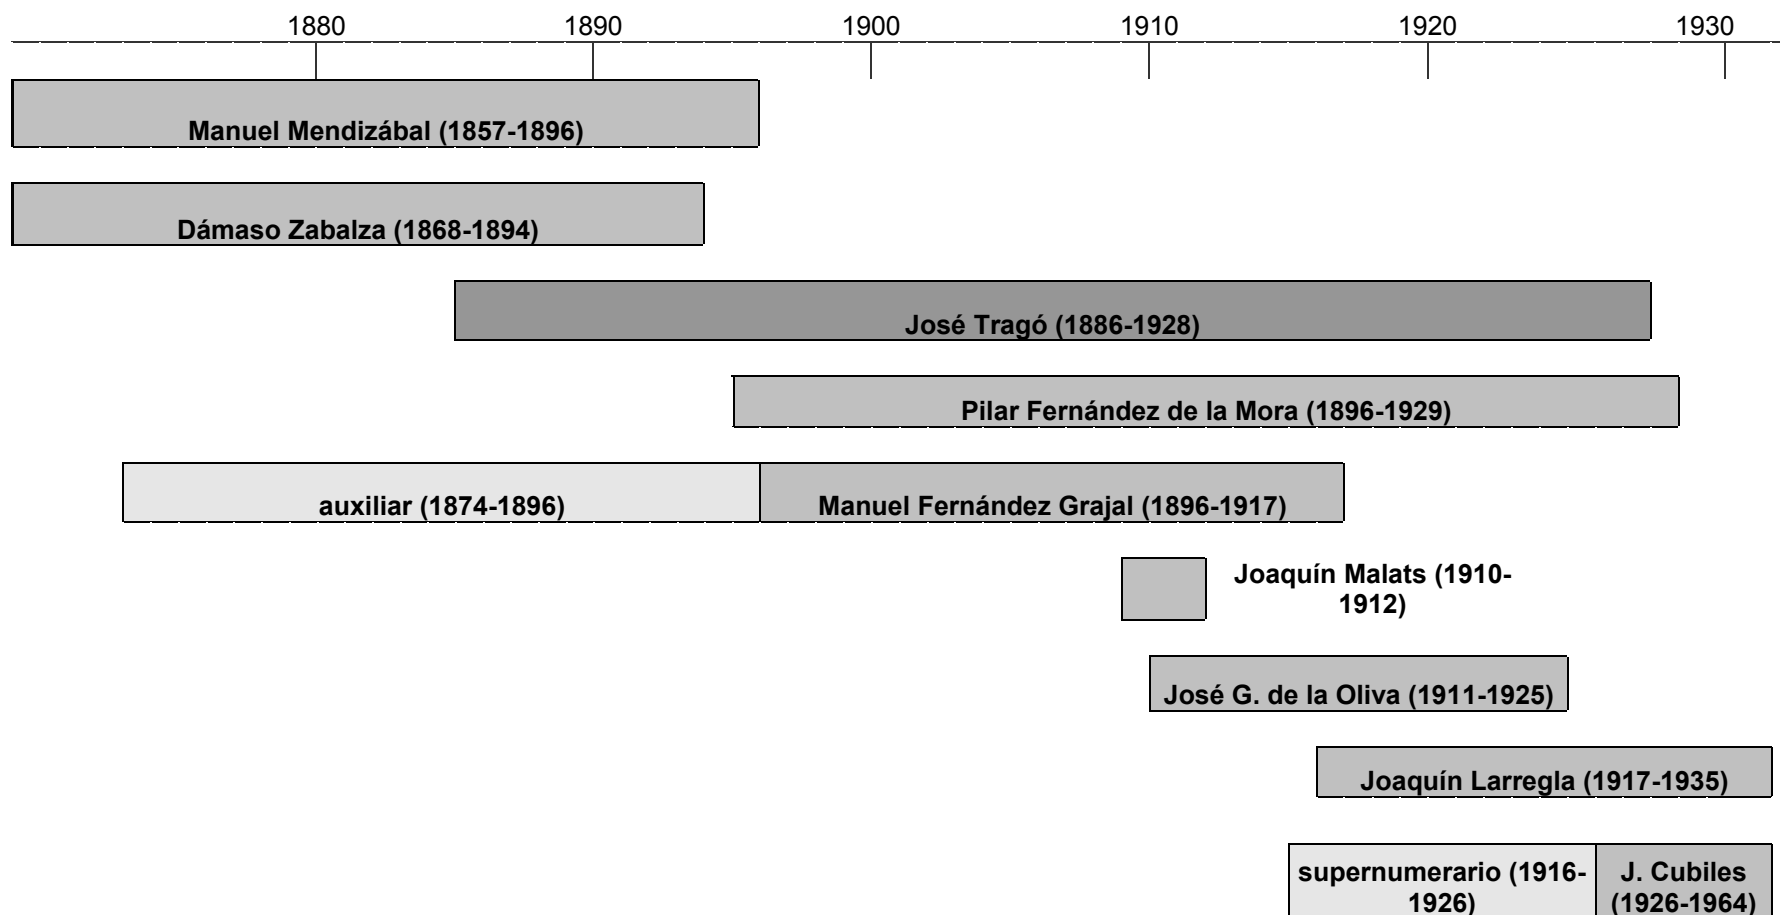 1880 1890 1900 1910 1920 1930
Manuel Mendizábal (1857-1896)
Dámaso Zabalza (1868-1894)
José Tragó (1886-1928)
Pilar Fernández de la Mora (1896-1929)
auxiliar (1874-1896) Manuel Fernández Grajal (1896-1917)
Joaquín Malats (1910-
1912)
José G. de la Oliva (1911-1925)
Joaquín Larregla (1917-1935)
supernumerario (1916-
1926)
J. Cubiles
(1926-1964)